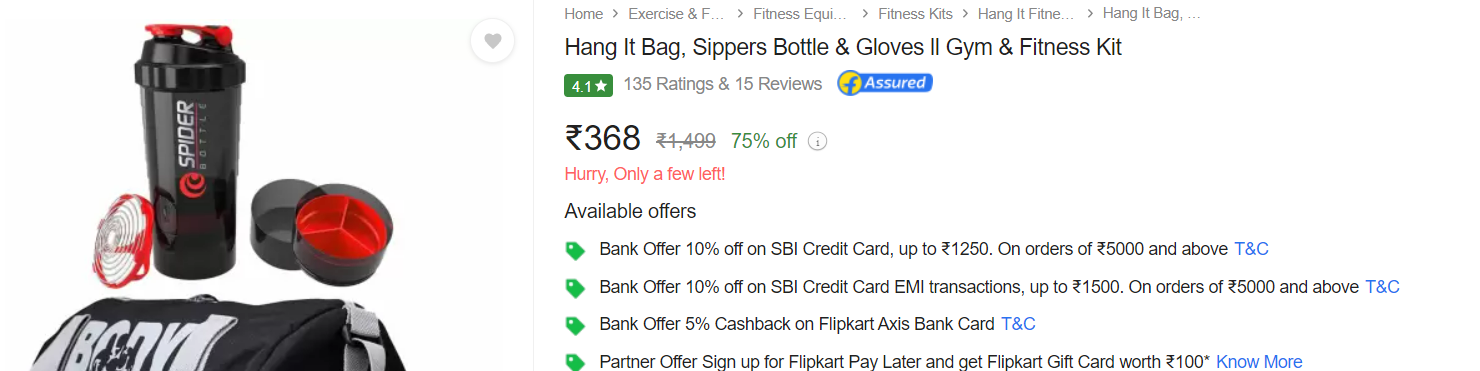 Home > Exercise & F... > Fitness Equi... > Fitness Kits > Hang It Fitne... > Hang It Bag, ...
Hang It Bag, Sippers Bottle & Gloves ll Gym & Fitness Kit
4.1★ 135 Ratings & 15 Reviews f Assured
₹368 ₹1,499 75% off i
Hurry, Only a few left!
Available offers
Bank Offer 10% off on SBI Credit Card, up to ₹1250. On orders of ₹5000 and above T&C
Bank Offer 10% off on SBI Credit Card EMI transactions, up to ₹1500. On orders of ₹5000 and above T&C
Bank Offer 5% Cashback on Flipkart Axis Bank Card T&C
Partner Offer Sign up for Flipkart Pay Later and get Flipkart Gift Card worth ₹100* Know More
SPIDER
BOTTLE
BODY